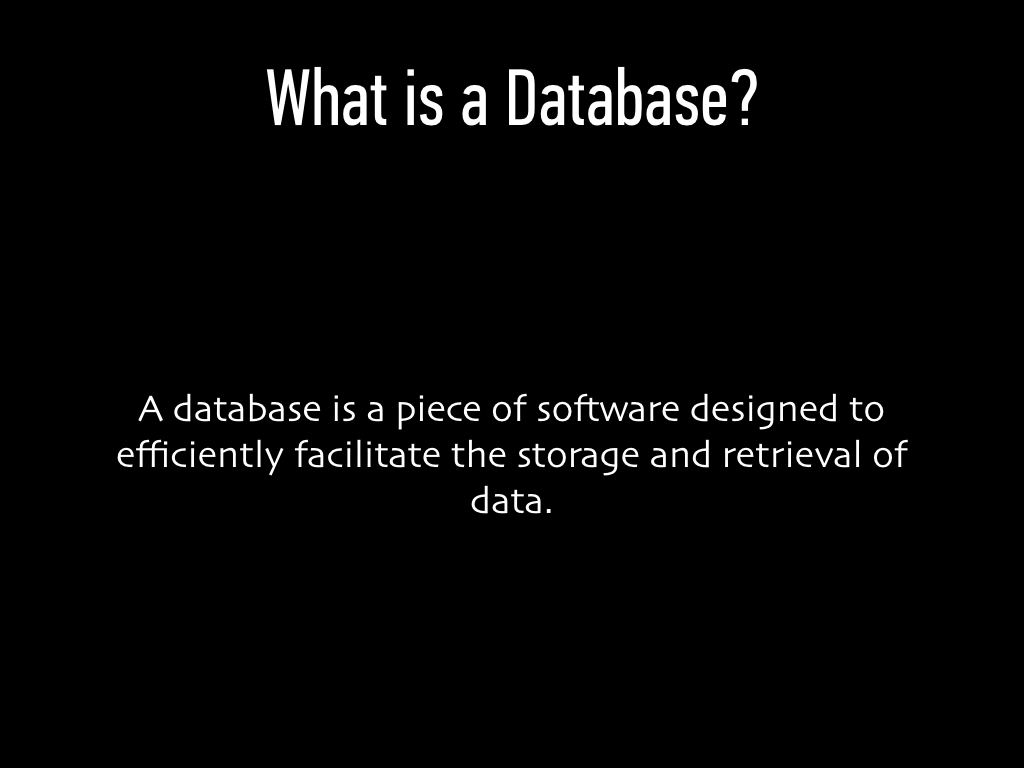 What is a Database?
A database is a piece of software designed to
efficiently facilitate the storage and retrieval of
data.